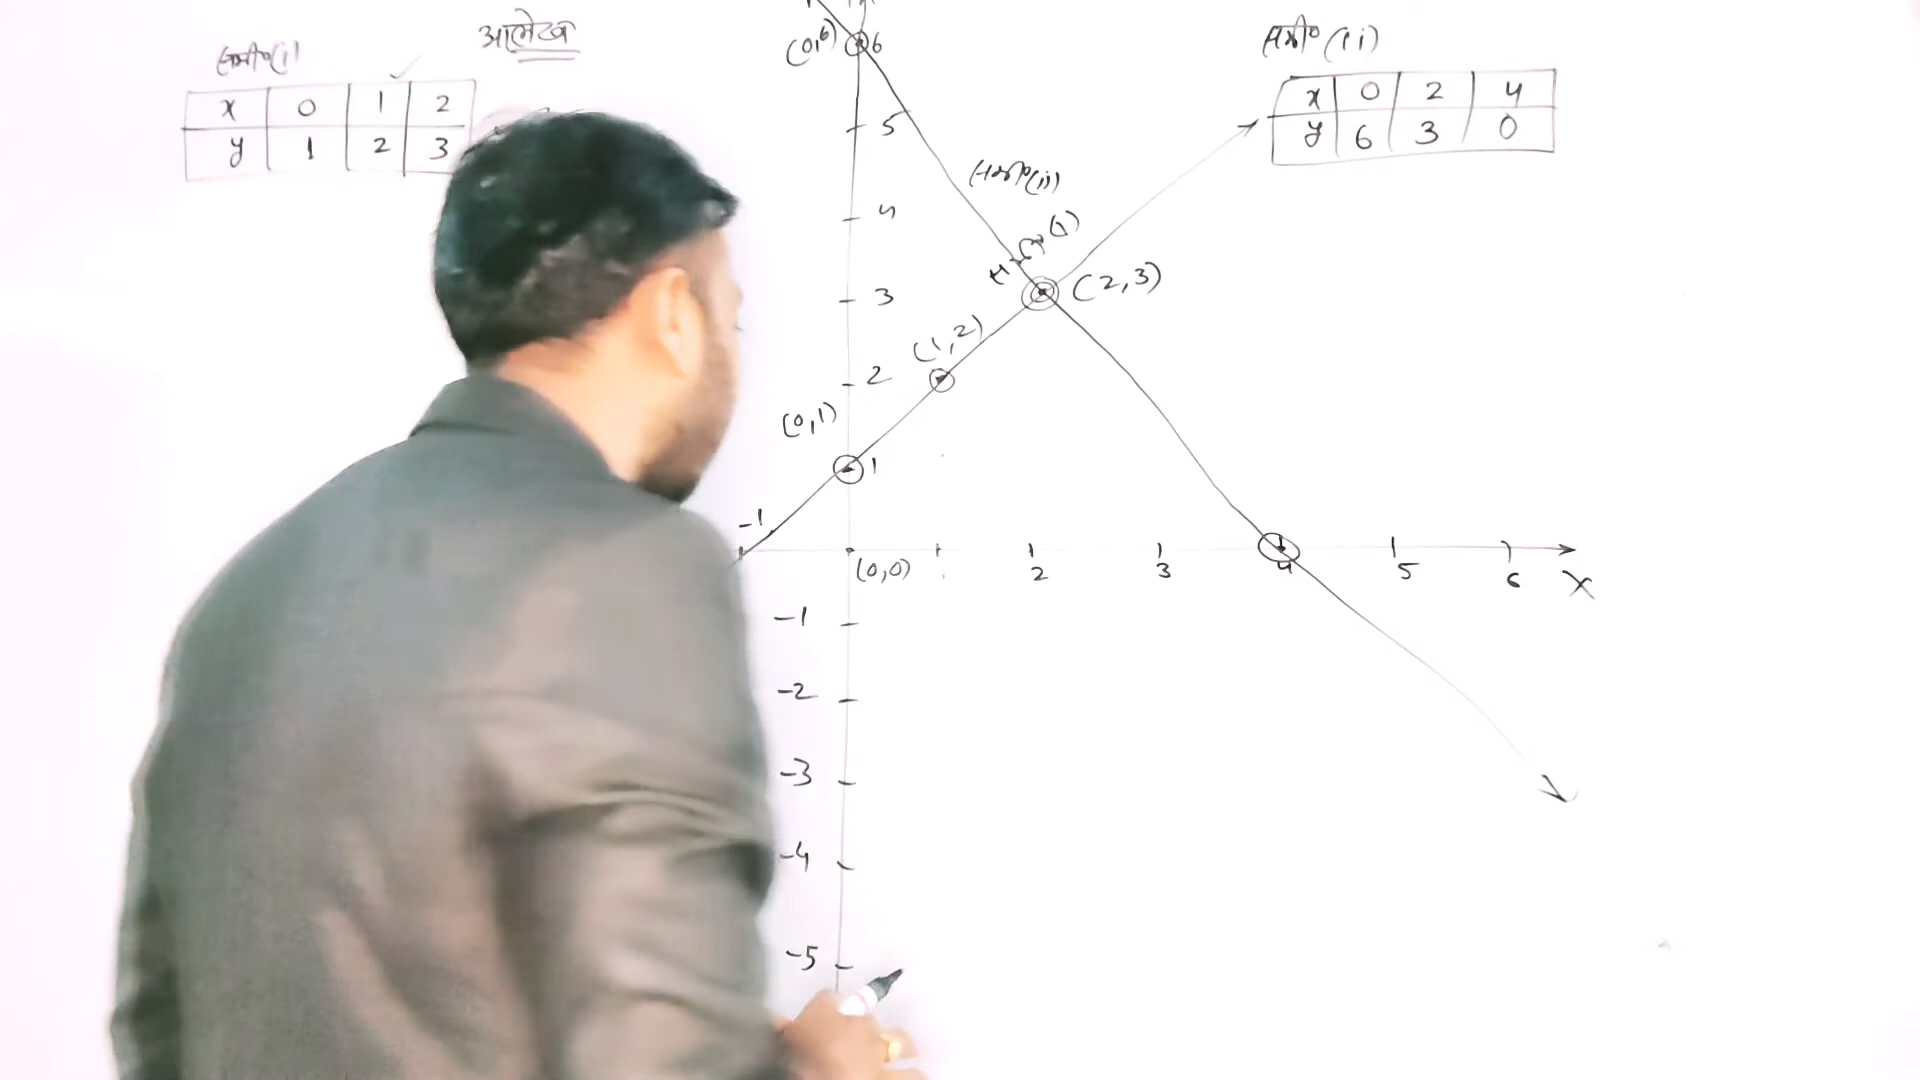 आलेख
समी० (i)
x 0 1 2
y 1 2 3
समी० (ii)
x 0 2 4
y 6 3 0
(0,6) 6
5
समी० (ii)
4
समी० (i)
3 (2,3)
(1,2)
2
(0,1)
1
-1
(0,0) 2 3 4 5 6 X
-1
-2
-3
-4
-5